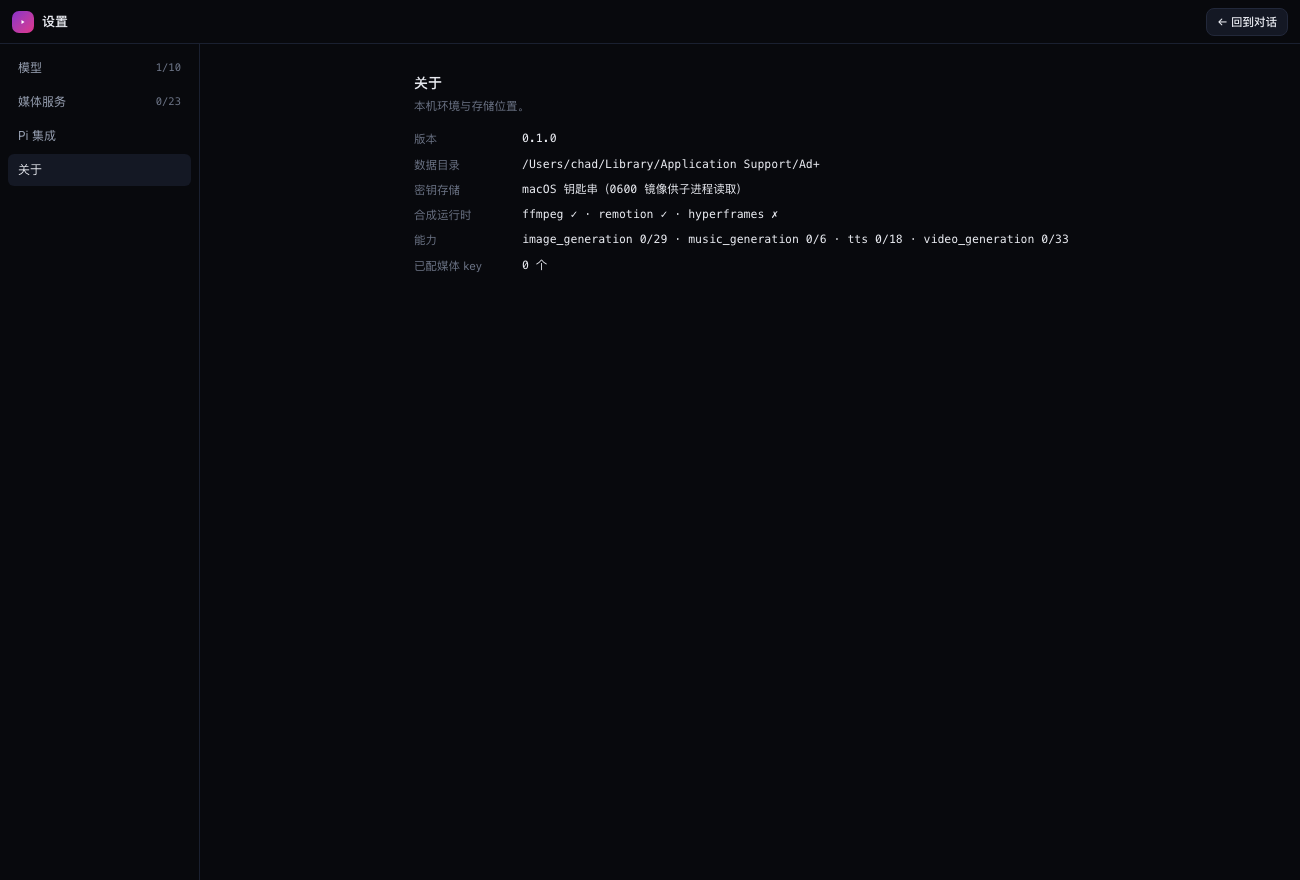 设置
← 回到对话
模型 1/10
媒体服务 0/23
Pi 集成
关于
关于
本机环境与存储位置。
版本 0.1.0
数据目录 /Users/chad/Library/Application Support/Ad+
密钥存储 macOS 钥匙串（0600 镜像供子进程读取）
合成运行时 ffmpeg ✓ · remotion ✓ · hyperframes ✗
能力 image_generation 0/29 · music_generation 0/6 · tts 0/18 · video_generation 0/33
已配媒体 key 0 个